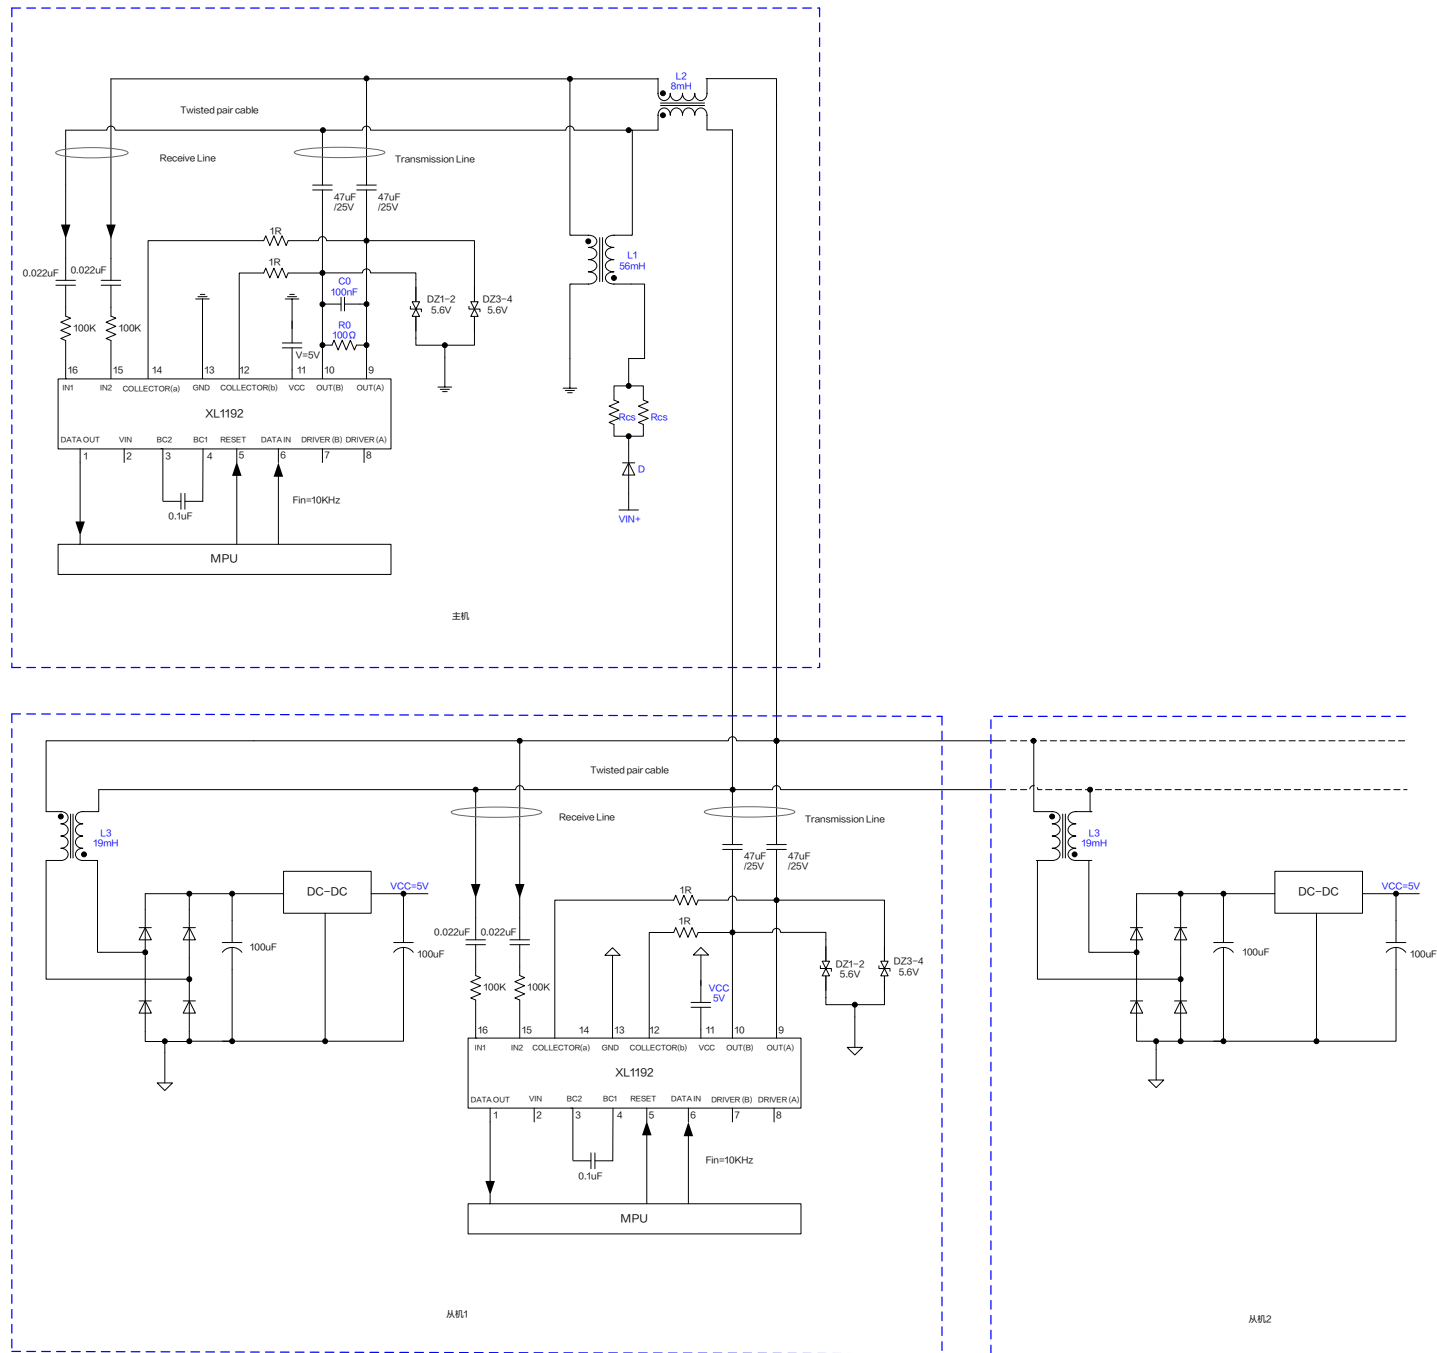 L2
8mH
Twisted pair cable
Receive Line
Transmission Line
47uF
/25V
47uF
/25V
1R
1R
L1
56mH
0.022uF
0.022uF
C0
100nF
DZ1-2
5.6V
DZ3-4
5.6V
100K
100K
R0
100Ω
V=5V
16
15
14
13
12
11
10
9
IN1
IN2
COLLECTOR(a)
GND
COLLECTOR(b)
VCC
OUT(B)
OUT(A)
XL1192
Rcs
Rcs
DATA OUT
VIN
BC2
BC1
RESET
DATA IN
DRIVER (B)
DRIVER (A)
1
2
3
4
5
6
7
8
D
Fin=10KHz
0.1uF
VIN+
MPU
主机
Twisted pair cable
Receive Line
Transmission Line
L3
19mH
L3
19mH
47uF
/25V
47uF
/25V
DC-DC
VCC=5V
1R
DC-DC
VCC=5V
1R
0.022uF
0.022uF
100uF
100uF
100uF
100uF
DZ1-2
5.6V
DZ3-4
5.6V
100K
100K
VCC
5V
16
15
14
13
12
11
10
9
IN1
IN2
COLLECTOR(a)
GND
COLLECTOR(b)
VCC
OUT(B)
OUT(A)
XL1192
DATA OUT
VIN
BC2
BC1
RESET
DATA IN
DRIVER (B)
DRIVER (A)
1
2
3
4
5
6
7
8
Fin=10KHz
0.1uF
MPU
从机1
从机2